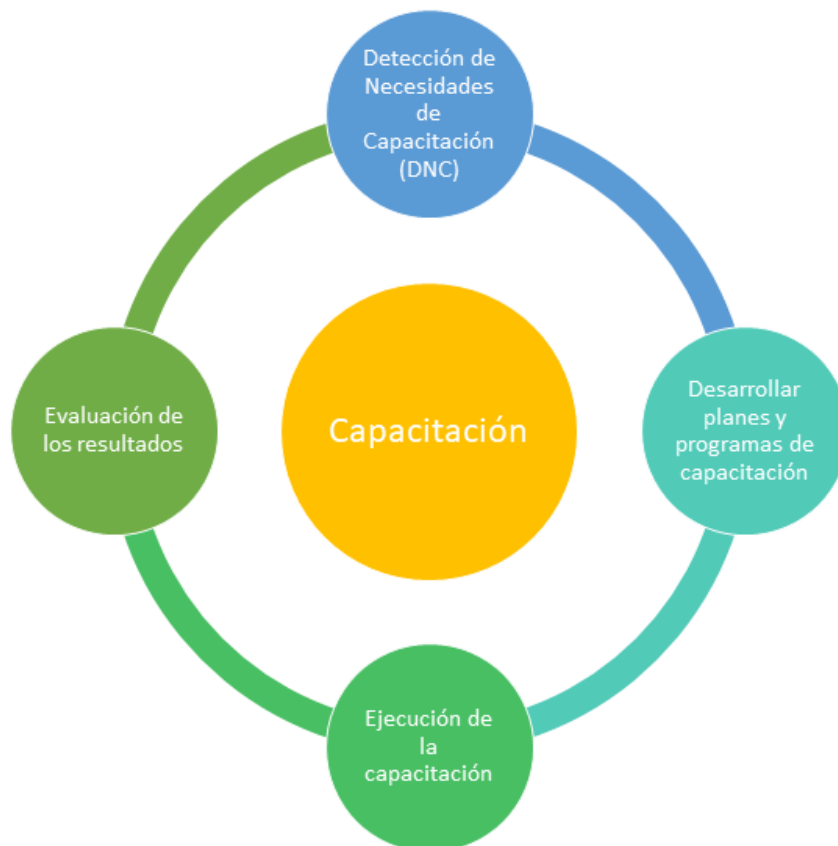 Detección de
Necesidades
de
Capacitación
(DNC)
Desarrollar
planes y
programas de
capacitación
Capacitación
Evaluación de
los resultados
Ejecución de
la
capacitación